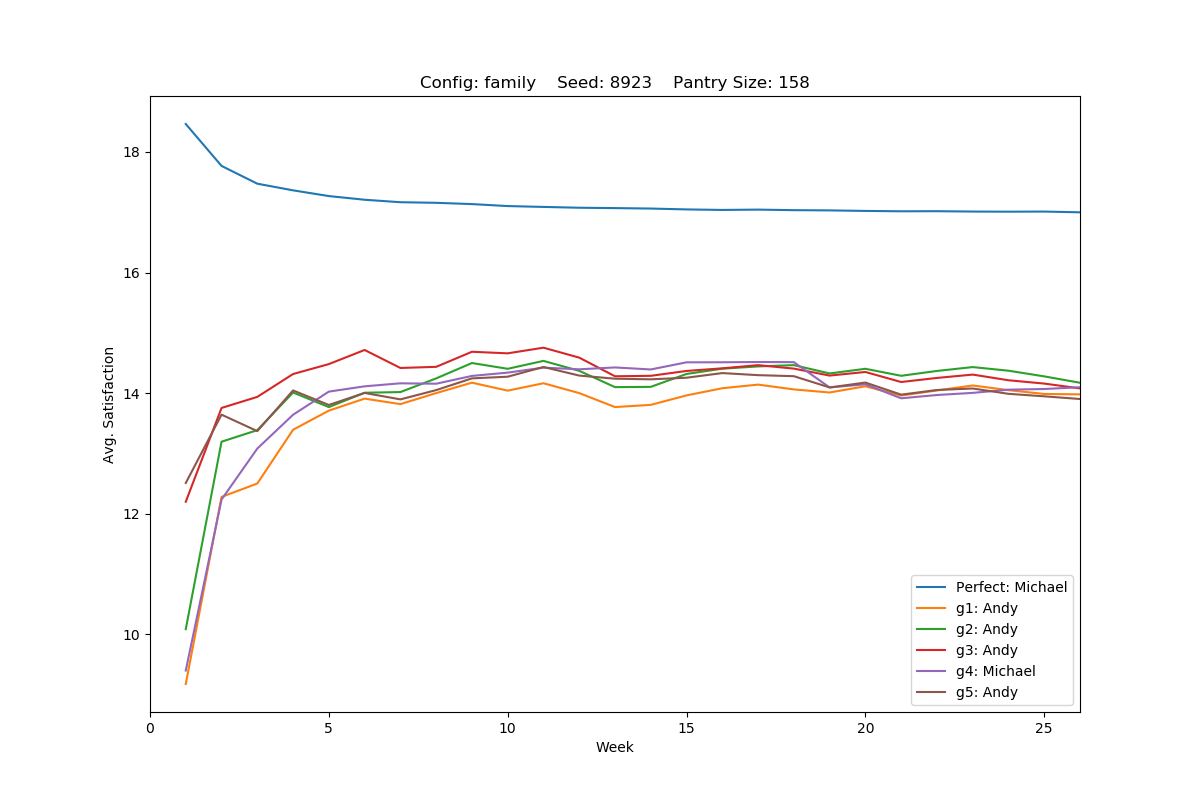 Config: family    Seed: 8923    Pantry Size: 158
18
16
14
12
10
Avg. Satisfaction
0 5 10 15 20 25
Week
Perfect: Michael
g1: Andy
g2: Andy
g3: Andy
g4: Michael
g5: Andy